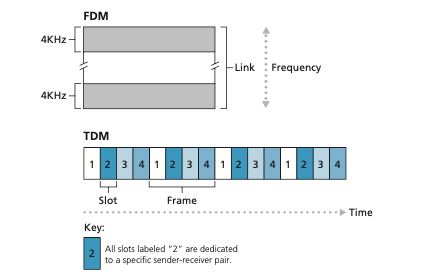 FDM
4KHz
Link
Frequency
4KHz
TDM
1 2 3 4 1 2 3 4 1 2 3 4 1 2 3 4
Slot
Frame
Time
Key:
2
All slots labeled “2” are dedicated
to a specific sender-receiver pair.